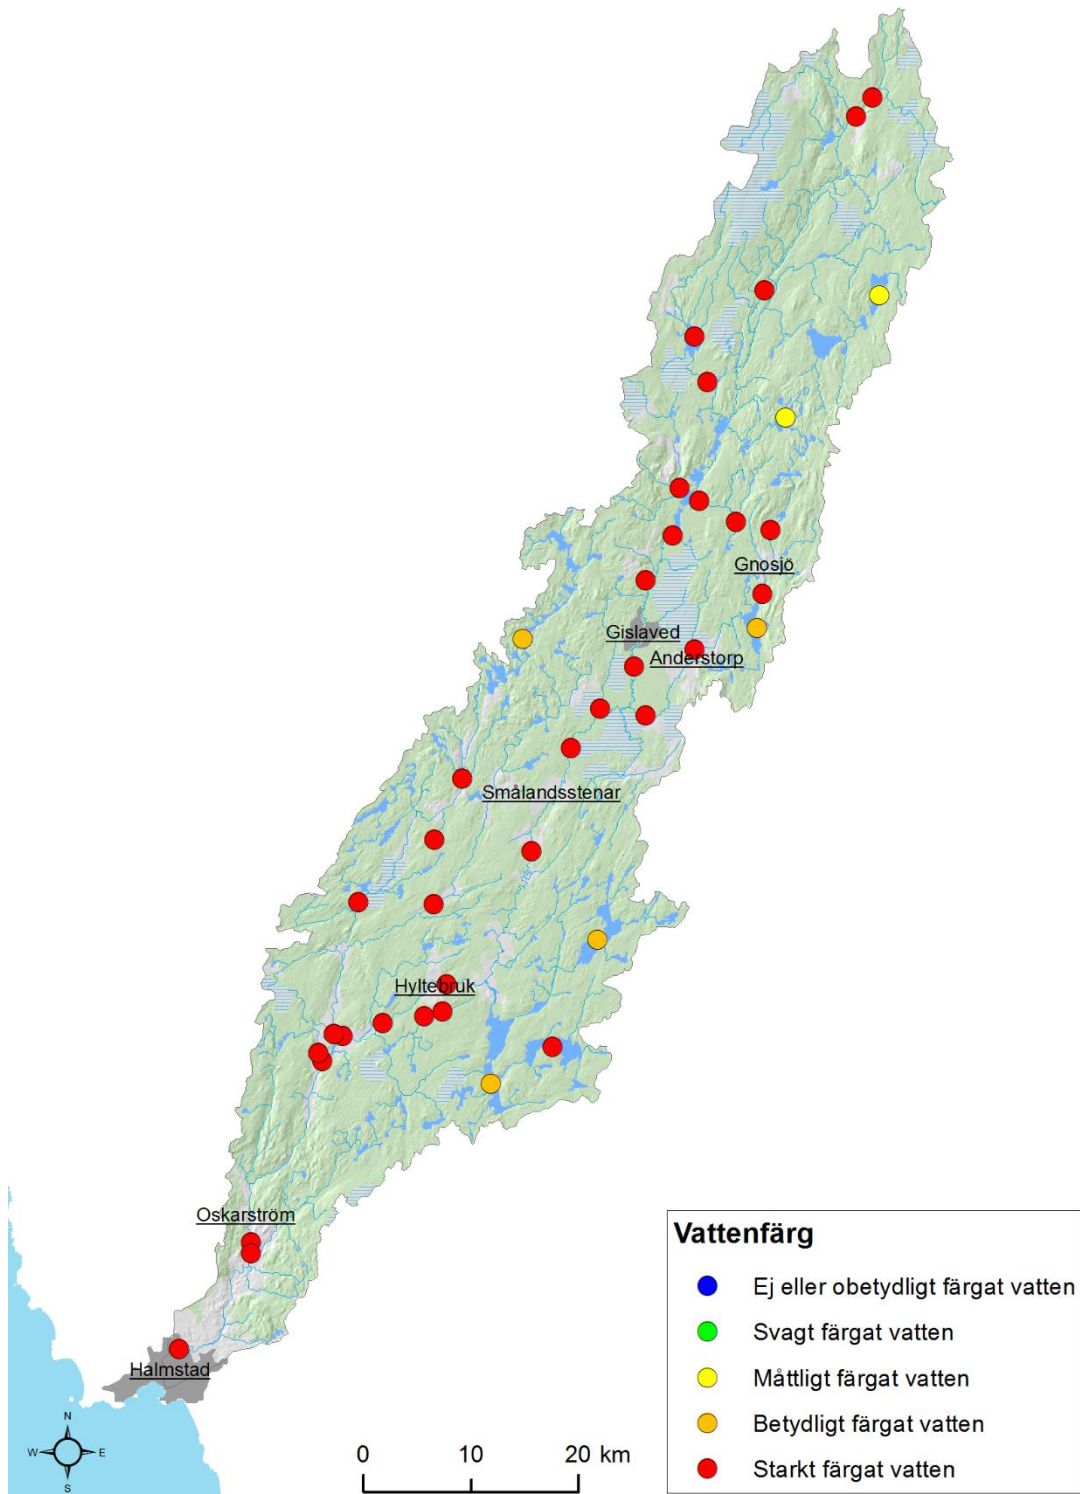 Gnosjö
Gislaved
Anderstorp
Smålandsstenar
Hyltebruk
Oskarström
Halmstad
N
W
E
S
0 10 20 km
Vattenfärg
Ej eller obetydligt färgat vatten
Svagt färgat vatten
Måttligt färgat vatten
Betydligt färgat vatten
Starkt färgat vatten